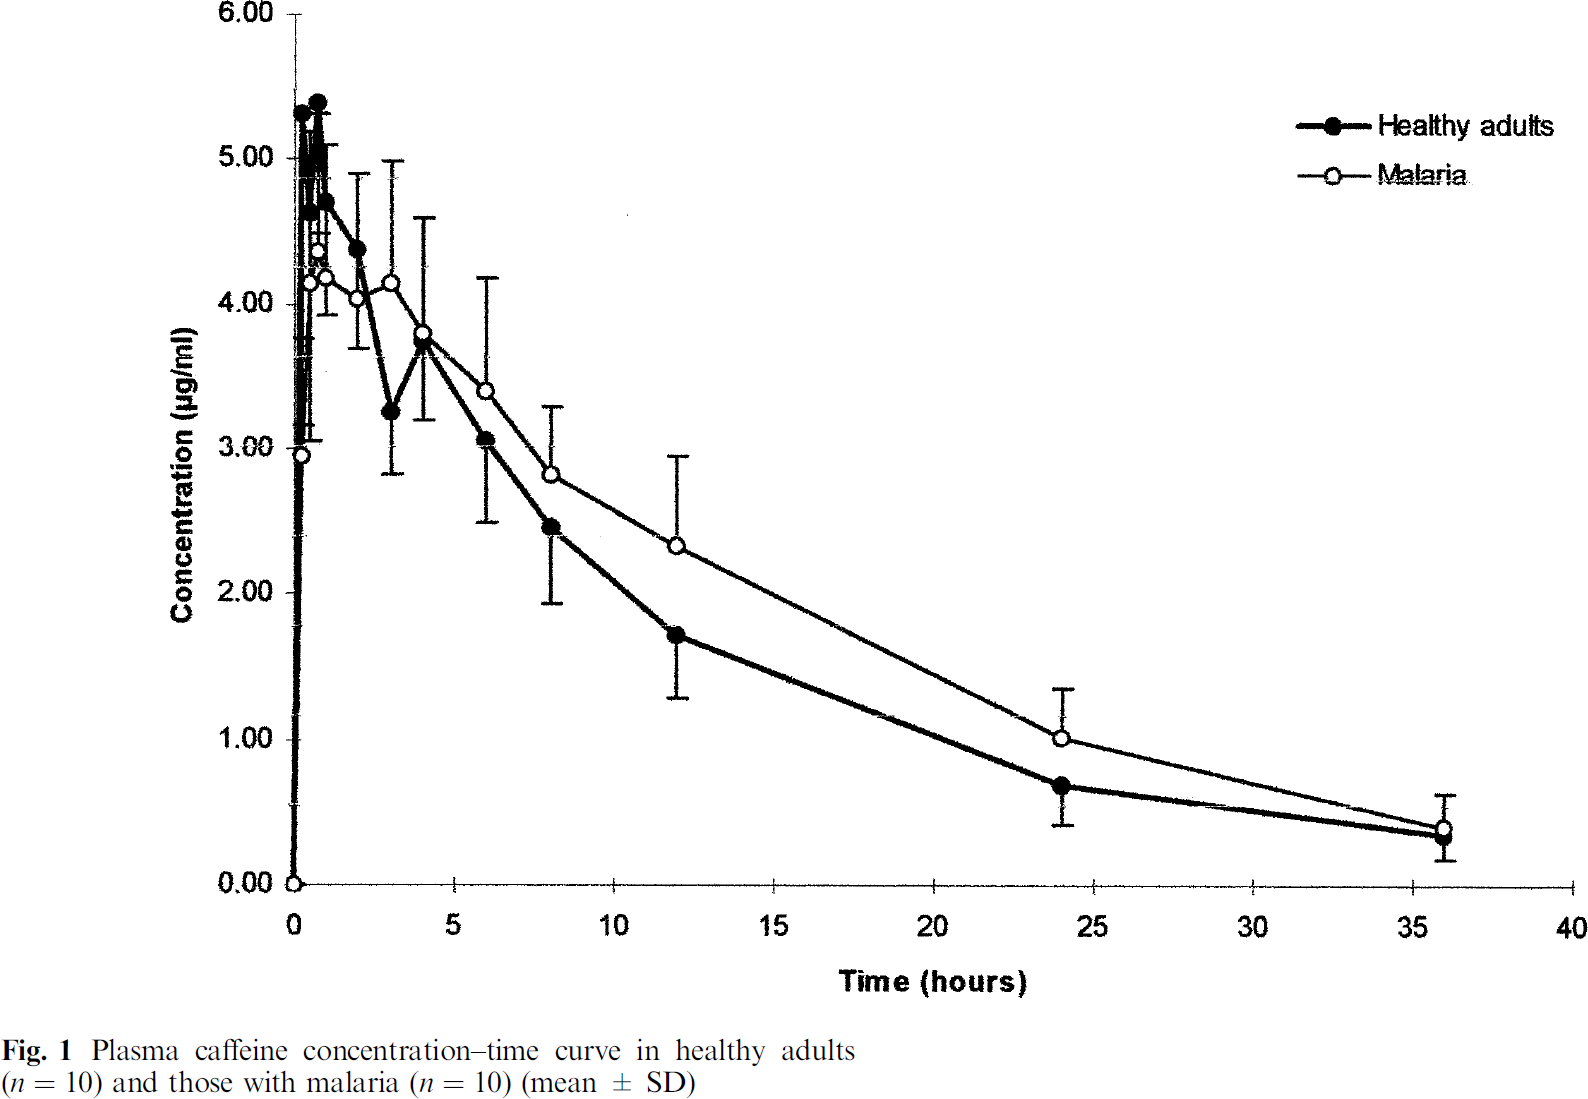 6.00
5.00
4.00
3.00
2.00
1.00
0.00
Concentration (µg/ml)
Healthy adults
Malaria
0 5 10 15 20 25 30 35 40
Time (hours)
Fig. 1 Plasma caffeine concentration–time curve in healthy adults
(n = 10) and those with malaria (n = 10) (mean ± SD)